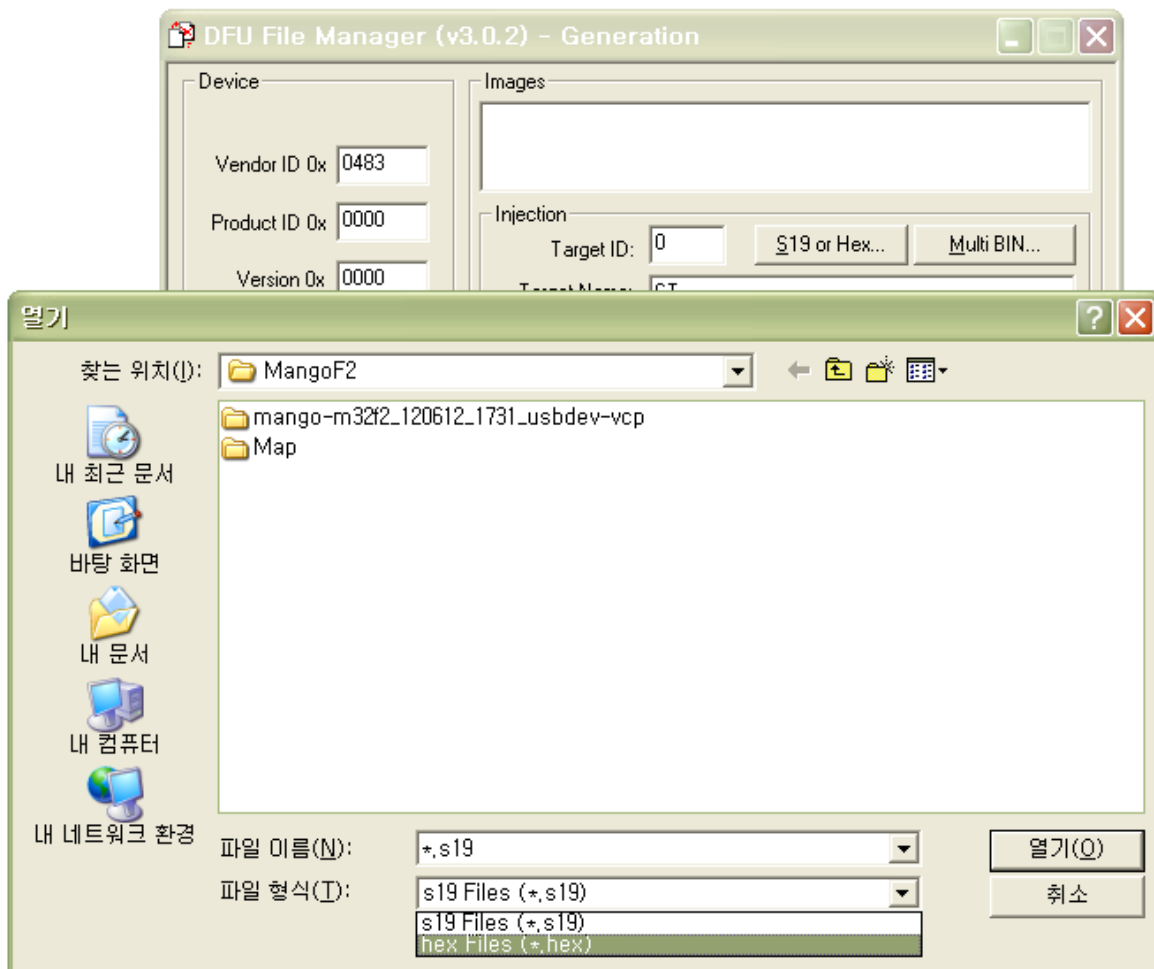 DFU File Manager (v3.0.2) - Generation
Device
Images
Vendor ID 0x 0483
Product ID 0x 0000
Injection
Target ID: 0 S19 or Hex... Multi BIN...
Version 0x 0000
Target Name: ST
열기
찾는 위치(I): MangoF2
mango-m32f2_120612_1731_usbdev-vcp
Map
내 최근 문서
바탕 화면
내 문서
내 컴퓨터
내 네트워크 환경
파일 이름(N): *.s19 열기(O)
파일 형식(T): s19 Files (*.s19) 취소
s19 Files (*.s19)
hex Files (*.hex)